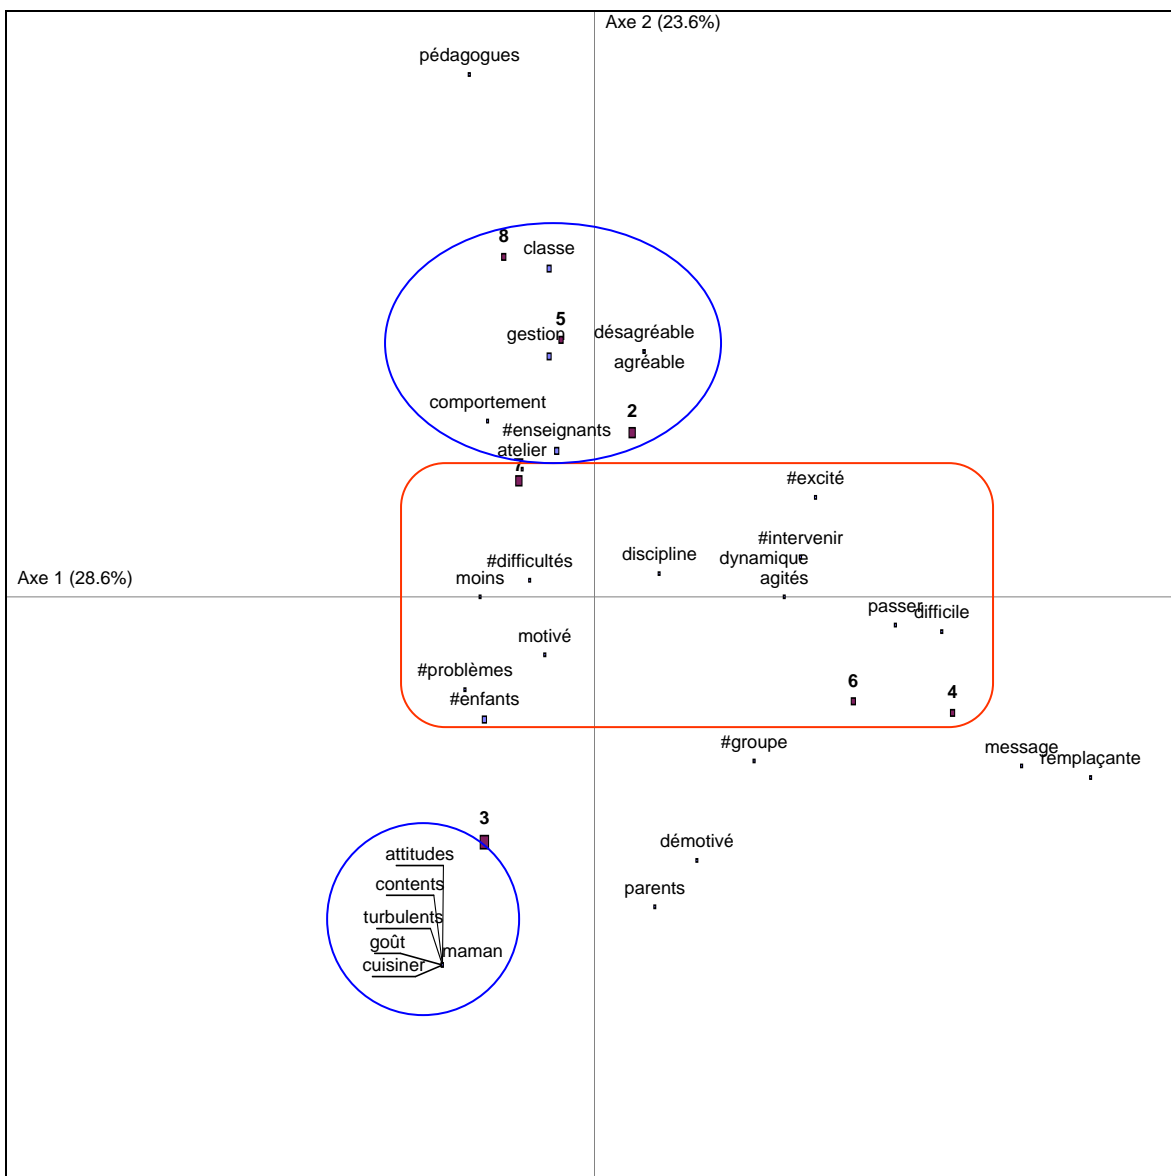 Axe 2 (23.6%)
pédagogues
8
classe
5
gestion
désagréable
agréable
comportement
2
#enseignants
atelier
7
#excité
#intervenir
discipline
dynamique
#difficultés
Axe 1 (28.6%)
moins
agités
passer
difficile
motivé
#problèmes
6
4
#enfants
#groupe
message
remplaçante
3
démotivé
attitudes
contents
parents
turbulents
goût
maman
cuisiner